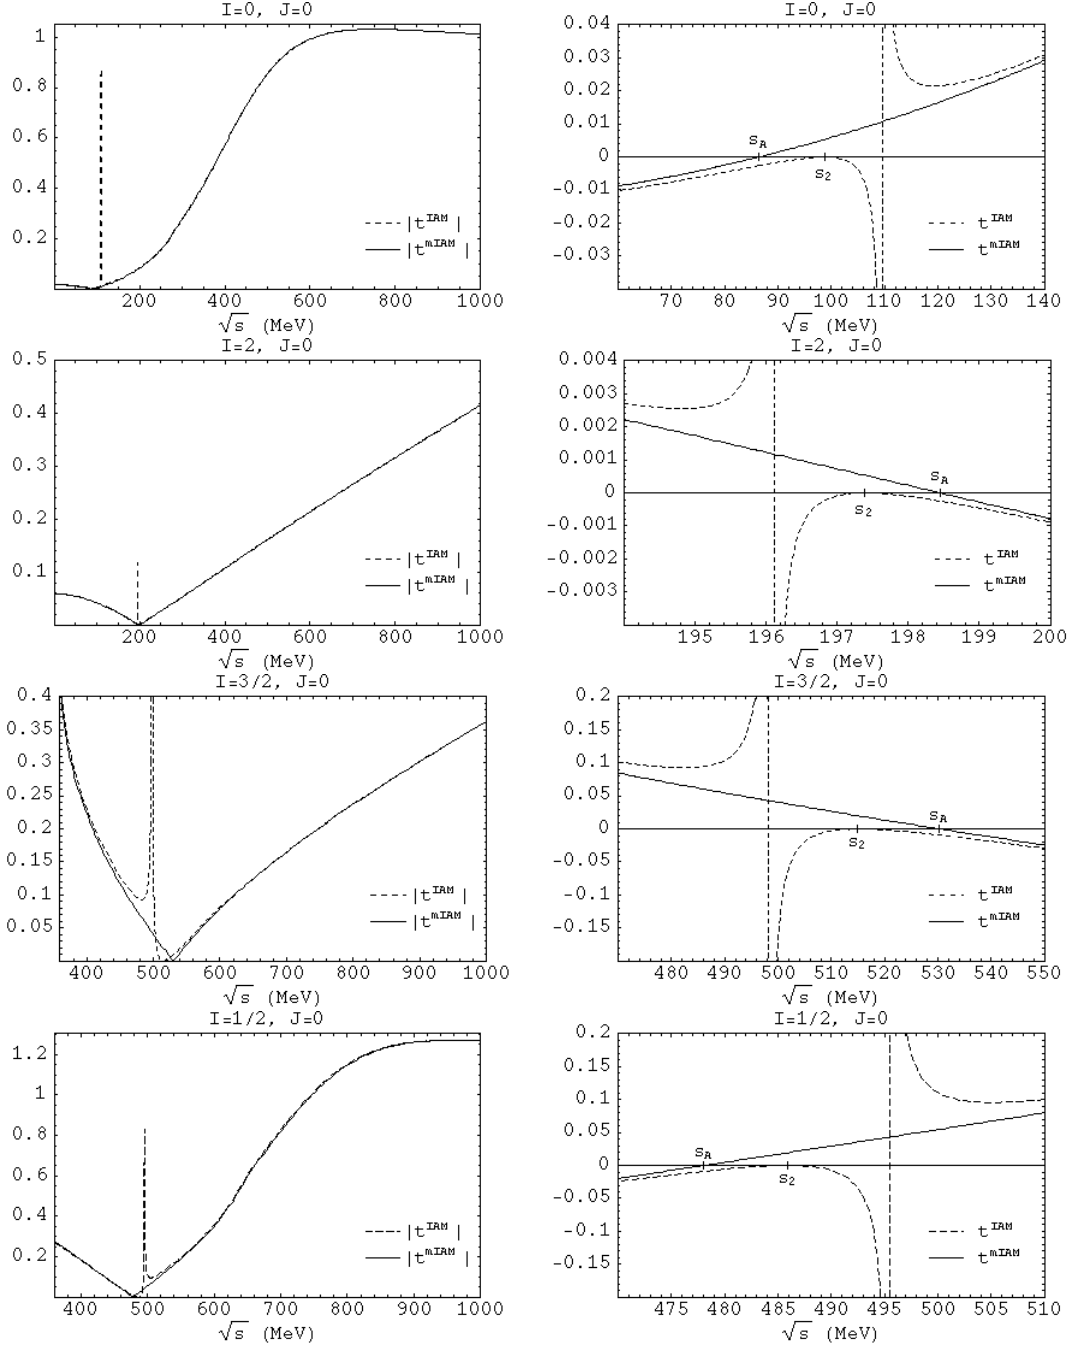 I=0, J=0
1
0.8
0.6
0.4
0.2
|t^IAM|
|t^mIAM|
200 400 600 800 1000
√s (MeV)
I=0, J=0
0.04
0.03
0.02
0.01
0
-0.01
-0.02
-0.03
s_A
s_2
t^IAM
t^mIAM
70 80 90 100 110 120 130 140
√s (MeV)
I=2, J=0
0.5
0.4
0.3
0.2
0.1
|t^IAM|
|t^mIAM|
200 400 600 800 1000
√s (MeV)
I=2, J=0
0.004
0.003
0.002
0.001
0
-0.001
-0.002
-0.003
s_A
s_2
t^IAM
t^mIAM
195 196 197 198 199 200
√s (MeV)
I=3/2, J=0
0.4
0.35
0.3
0.25
0.2
0.15
0.1
0.05
|t^IAM|
|t^mIAM|
400 500 600 700 800 900 1000
√s (MeV)
I=3/2, J=0
0.2
0.15
0.1
0.05
0
-0.05
-0.1
-0.15
s_A
s_2
t^IAM
t^mIAM
480 490 500 510 520 530 540 550
√s (MeV)
I=1/2, J=0
1.2
1
0.8
0.6
0.4
0.2
|t^IAM|
|t^mIAM|
400 500 600 700 800 900 1000
√s (MeV)
I=1/2, J=0
0.2
0.15
0.1
0.05
0
-0.05
-0.1
-0.15
s_A
s_2
t^IAM
t^mIAM
475 480 485 490 495 500 505 510
√s (MeV)